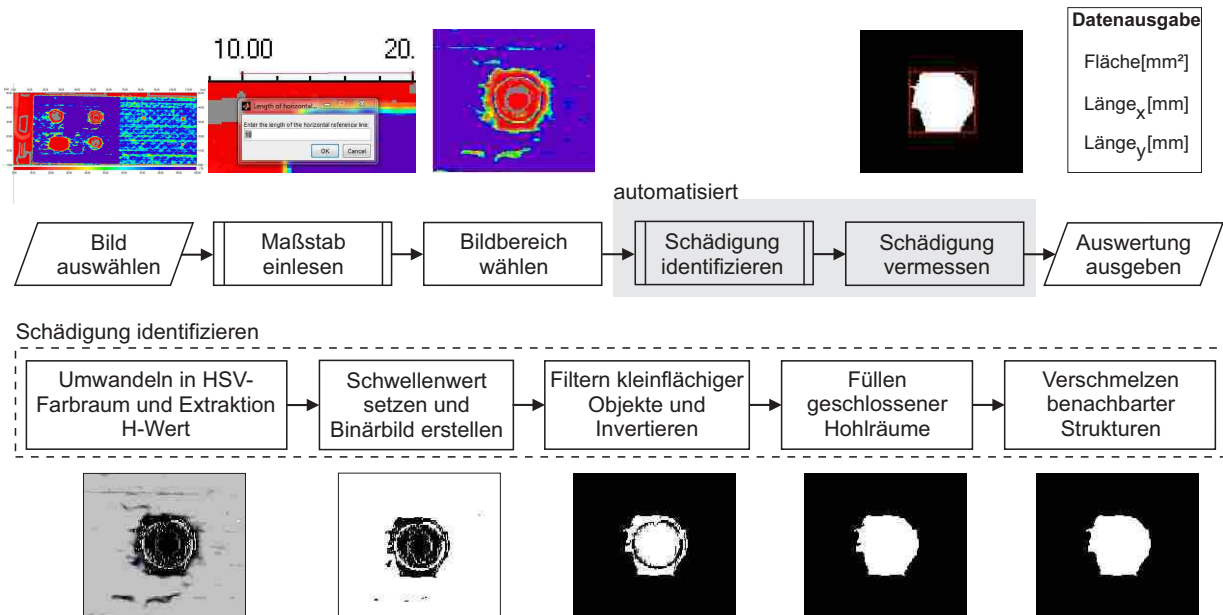 10.00 20.
Length of horizontal...
Enter the length of the horizontal reference line:
10
OK Cancel
Datenausgabe
Fläche[mm²]
Längex[mm]
Längey[mm]
automatisiert
Bild
auswählen
Maßstab
einlesen
Bildbereich
wählen
Schädigung
identifizieren
Schädigung
vermessen
Auswertung
ausgeben
Schädigung identifizieren
Umwandeln in HSV-
Farbraum und Extraktion
H-Wert
Schwellenwert
setzen und
Binärbild erstellen
Filtern kleinflächiger
Objekte und
Invertieren
Füllen
geschlossener
Hohlräume
Verschmelzen
benachbarter
Strukturen